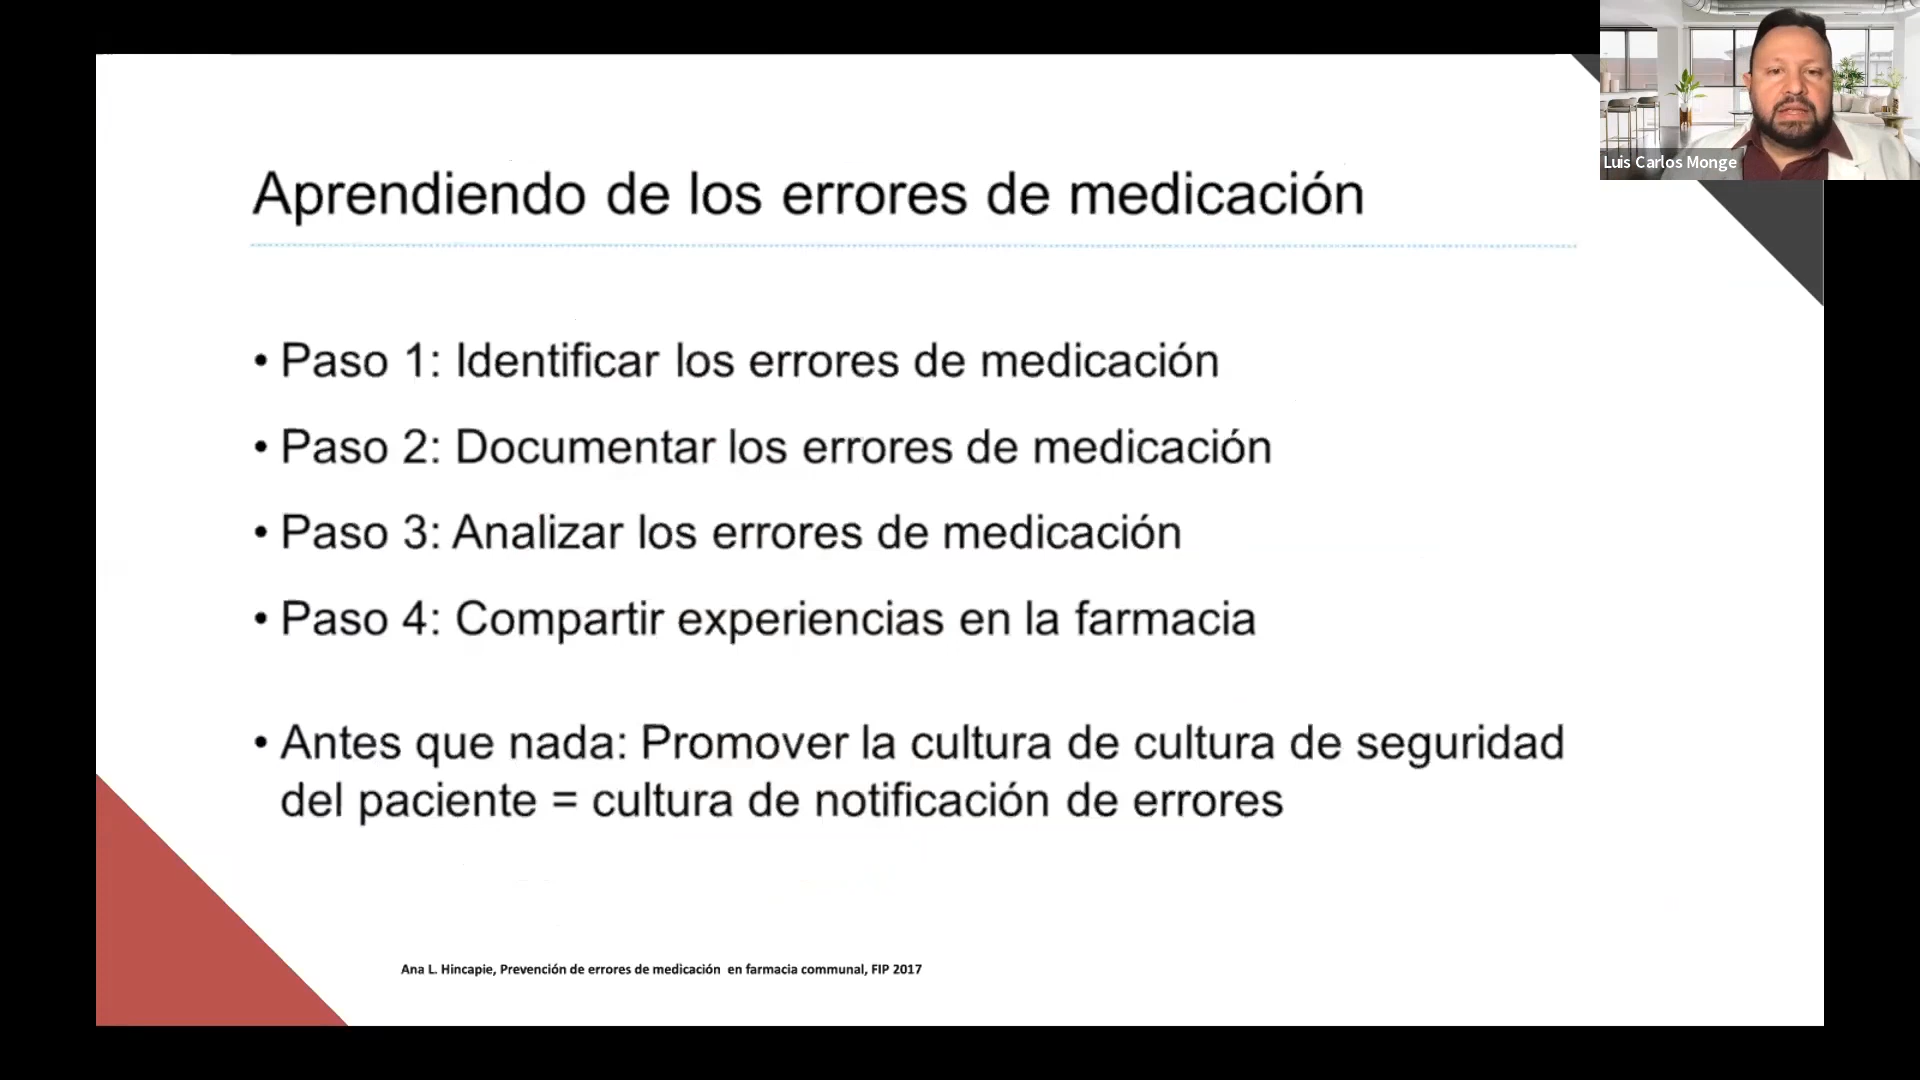 Luis Carlos Monge
Aprendiendo de los errores de medicación
• Paso 1: Identificar los errores de medicación
• Paso 2: Documentar los errores de medicación
• Paso 3: Analizar los errores de medicación
• Paso 4: Compartir experiencias en la farmacia
• Antes que nada: Promover la cultura de cultura de seguridad
del paciente = cultura de notificación de errores
Ana L. Hincapie, Prevención de errores de medicación en farmacia communal, FIP 2017